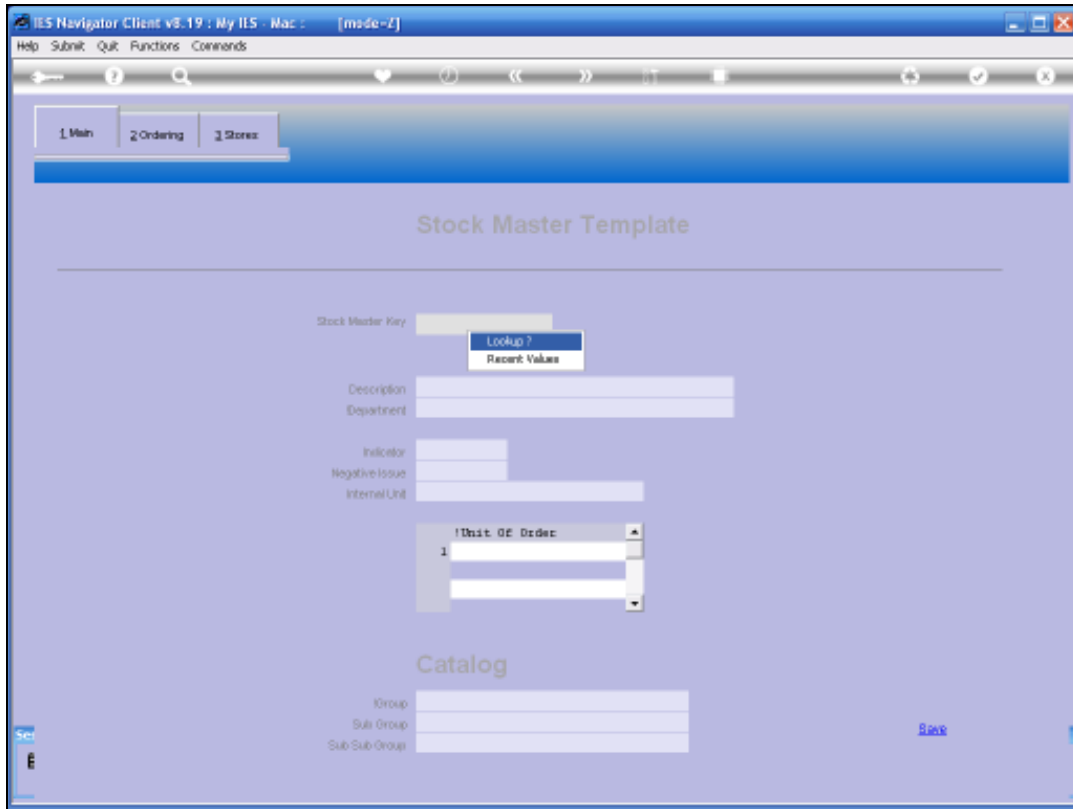 IES Navigator Client v8.19 : My IES - Mac : [mode=Z]
Help Submit Quit Functions Commands
1 Main 2 Ordering 3 Stores
Stock Master Template
Stock Master Key
Lookup ?
Recent Values
Description
Department
Indicator
Negative Issue
Internal Unit
!Unit Of Order
1
Catalog
!Group
Sub Group
Save
Sub Sub Group